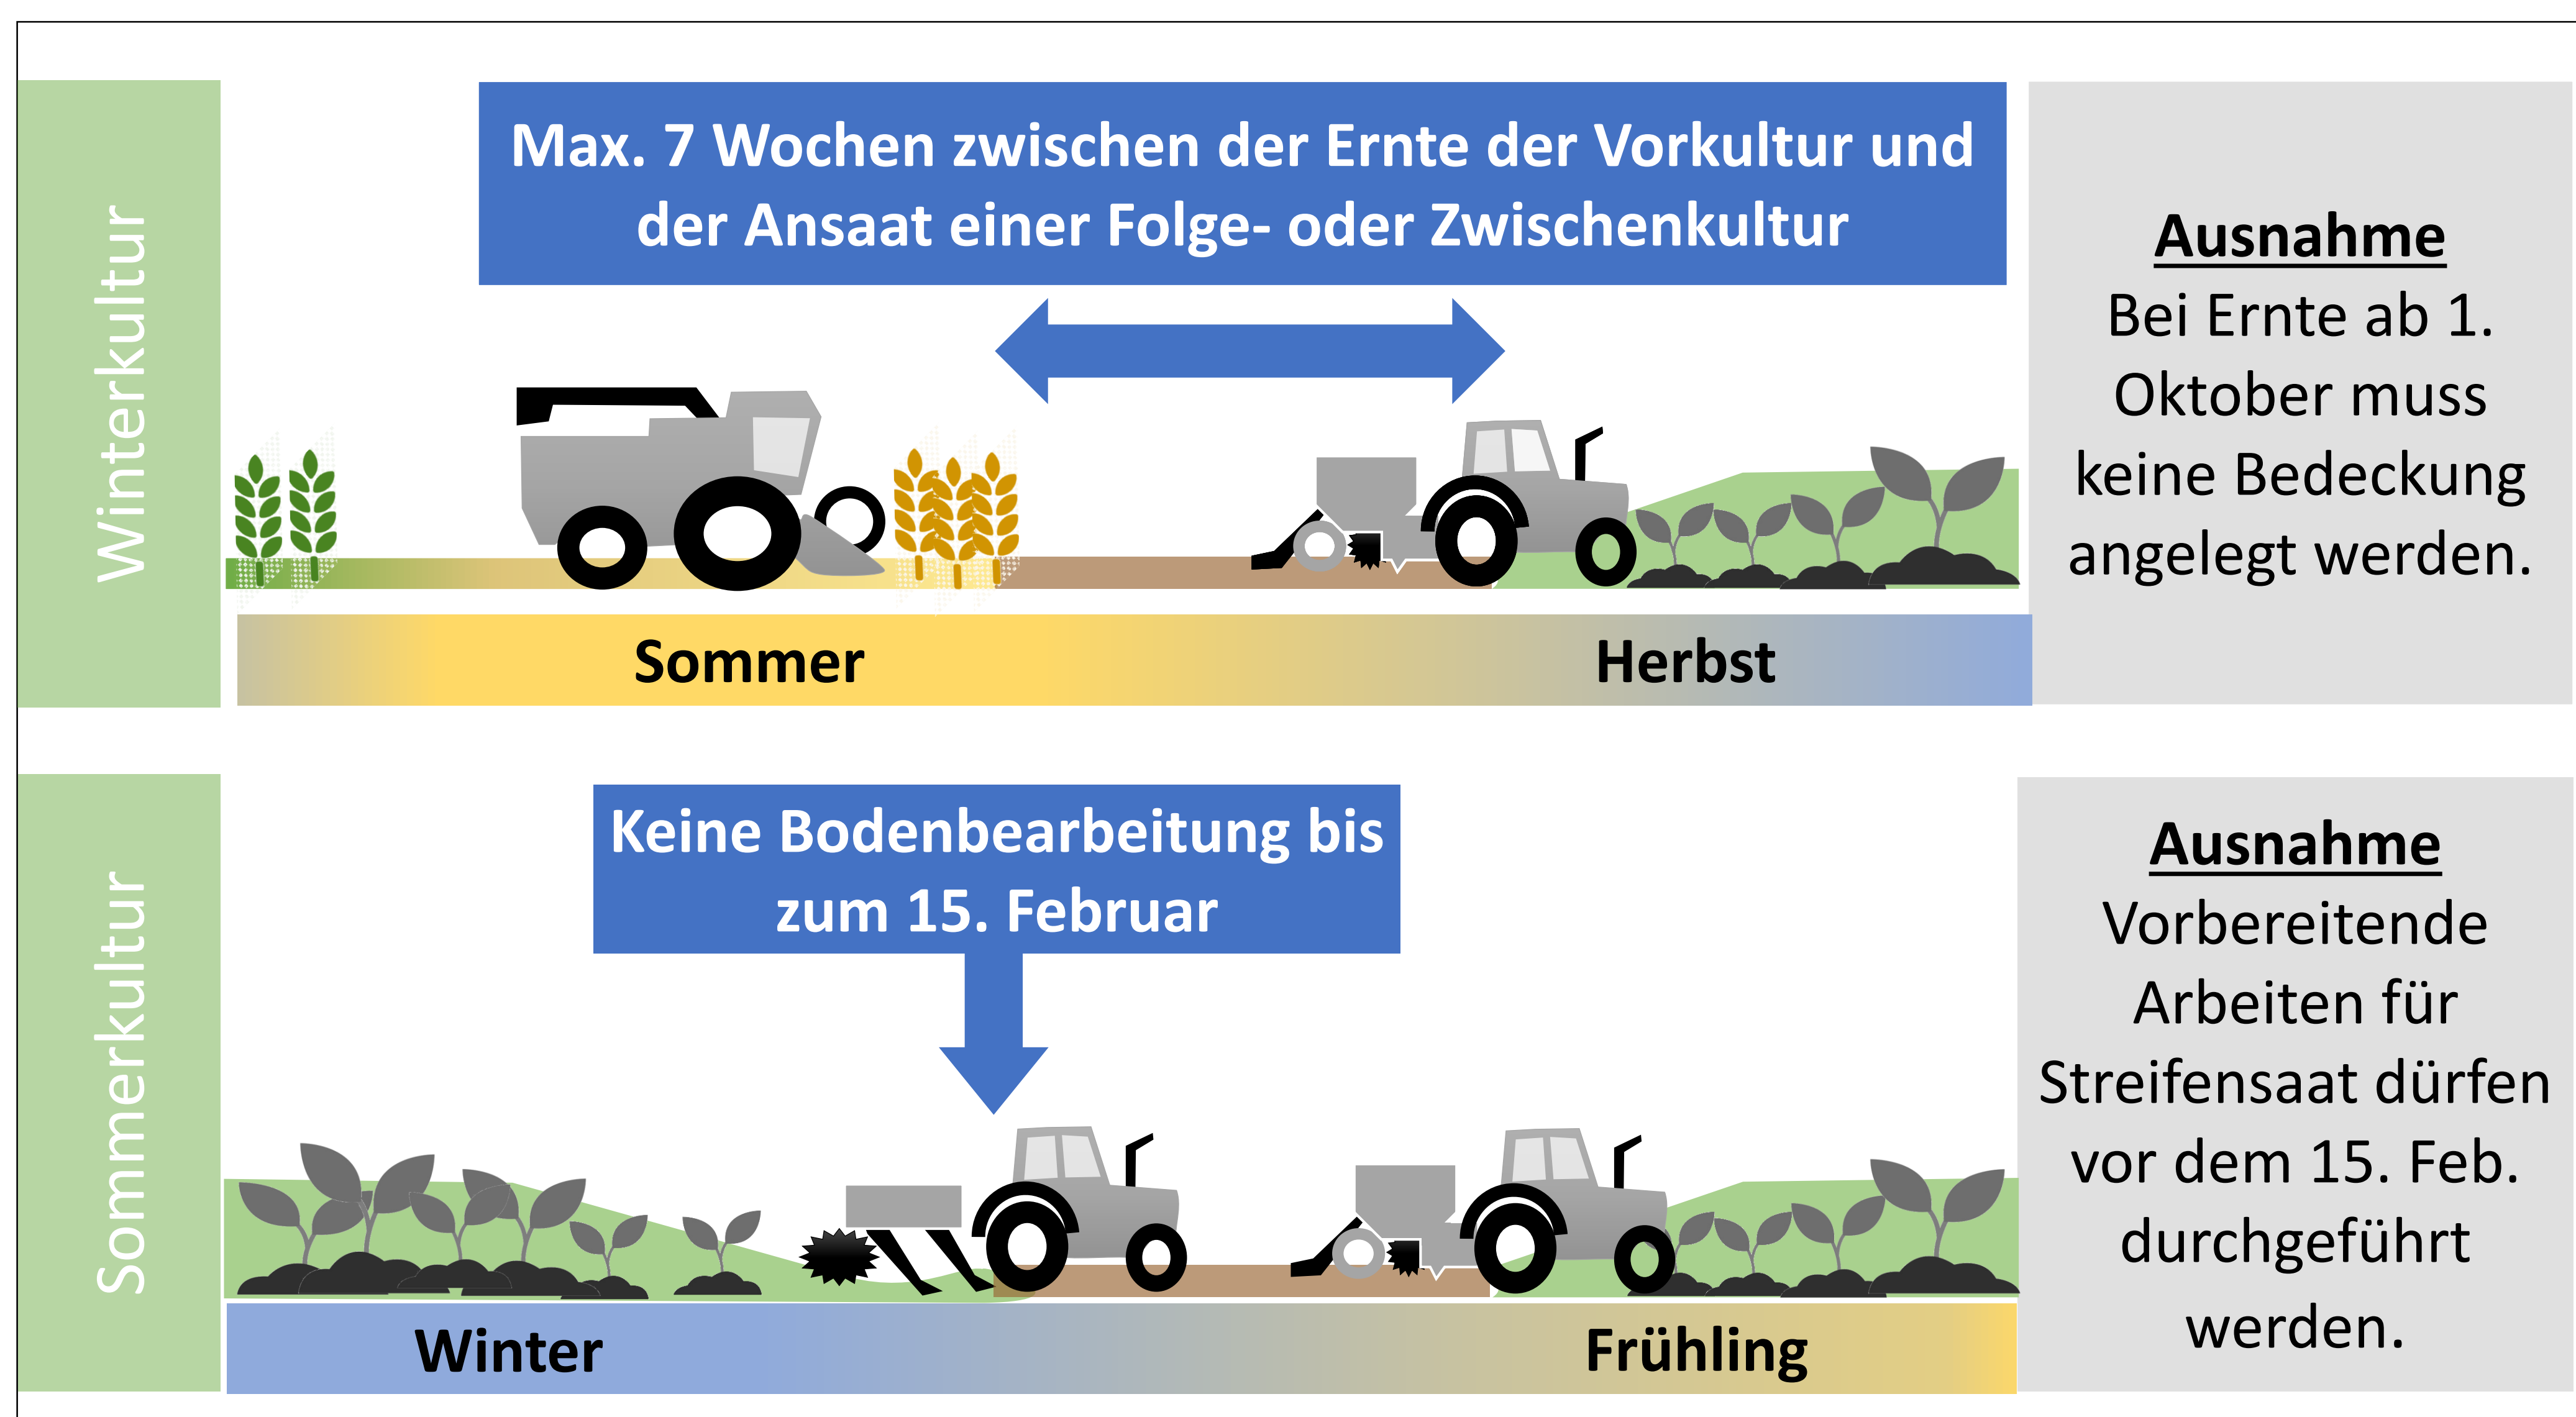 Winterkultur
Max. 7 Wochen zwischen der Ernte der Vorkultur und
der Ansaat einer Folge- oder Zwischenkultur
Ausnahme
Bei Ernte ab 1.
Oktober muss
keine Bedeckung
angelegt werden.
Sommer
Herbst
Sommerkultur
Keine Bodenbearbeitung bis
zum 15. Februar
Ausnahme
Vorbereitende
Arbeiten für
Streifensaat dürfen
vor dem 15. Feb.
durchgeführt
werden.
Winter
Frühling